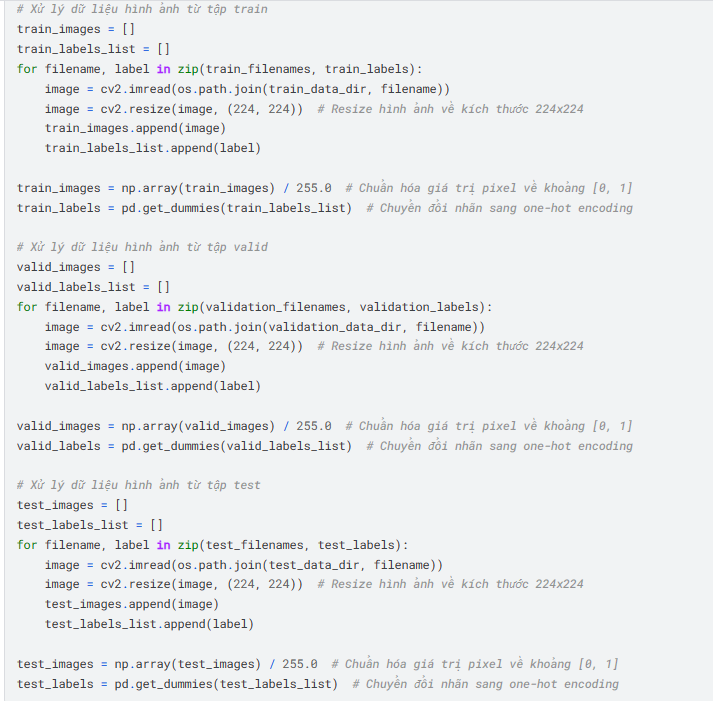 # Xử lý dữ liệu hình ảnh từ tập train
train_images = []
train_labels_list = []
for filename, label in zip(train_filenames, train_labels):
    image = cv2.imread(os.path.join(train_data_dir, filename))
    image = cv2.resize(image, (224, 224))  # Resize hình ảnh về kích thước 224x224
    train_images.append(image)
    train_labels_list.append(label)

train_images = np.array(train_images) / 255.0  # Chuẩn hóa giá trị pixel về khoảng [0, 1]
train_labels = pd.get_dummies(train_labels_list)  # Chuyển đổi nhãn sang one-hot encoding

# Xử lý dữ liệu hình ảnh từ tập valid
valid_images = []
valid_labels_list = []
for filename, label in zip(validation_filenames, validation_labels):
    image = cv2.imread(os.path.join(validation_data_dir, filename))
    image = cv2.resize(image, (224, 224))  # Resize hình ảnh về kích thước 224x224
    valid_images.append(image)
    valid_labels_list.append(label)

valid_images = np.array(valid_images) / 255.0  # Chuẩn hóa giá trị pixel về khoảng [0, 1]
valid_labels = pd.get_dummies(valid_labels_list)  # Chuyển đổi nhãn sang one-hot encoding

# Xử lý dữ liệu hình ảnh từ tập test
test_images = []
test_labels_list = []
for filename, label in zip(test_filenames, test_labels):
    image = cv2.imread(os.path.join(test_data_dir, filename))
    image = cv2.resize(image, (224, 224))  # Resize hình ảnh về kích thước 224x224
    test_images.append(image)
    test_labels_list.append(label)

test_images = np.array(test_images) / 255.0  # Chuẩn hóa giá trị pixel về khoảng [0, 1]
test_labels = pd.get_dummies(test_labels_list)  # Chuyển đổi nhãn sang one-hot encoding